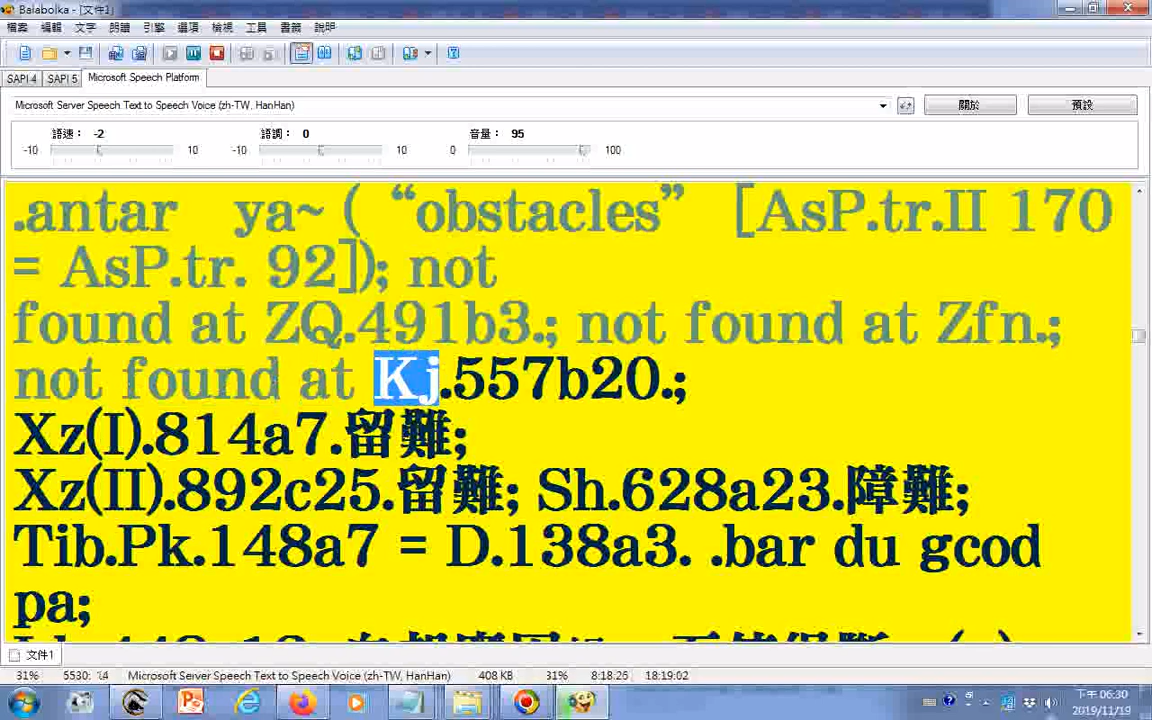 Balabolka - [文件1]
檔案 編輯 文字 朗讀 引擎 選項 檢視 工具 書籤 說明
SAPI 4 SAPI 5 Microsoft Speech Platform
Microsoft Server Speech Text to Speech Voice (zh-TW, HanHan) 關於 預設
語速： -2 語調： 0 音量： 95
-10 10 -10 10 0 100
.antar ya~ (“obstacles” [AsP.tr.II 170
= AsP.tr. 92]); not
found at ZQ.491b3.; not found at Zfn.;
not found at Kj.557b20.;
Xz(I).814a7.留難;
Xz(II).892c25.留難; Sh.628a23.障難;
Tib.Pk.148a7 = D.138a3. .bar du gcod
pa;
文件1
31% 5530: 14 Microsoft Server Speech Text to Speech Voice (zh-TW, HanHan) 408 KB 31% 8:18:26 18:19:02
下午 06:30
2019/11/19